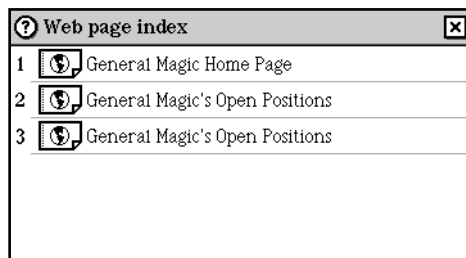 ? Web page index X
1 General Magic Home Page
2 General Magic's Open Positions
3 General Magic's Open Positions